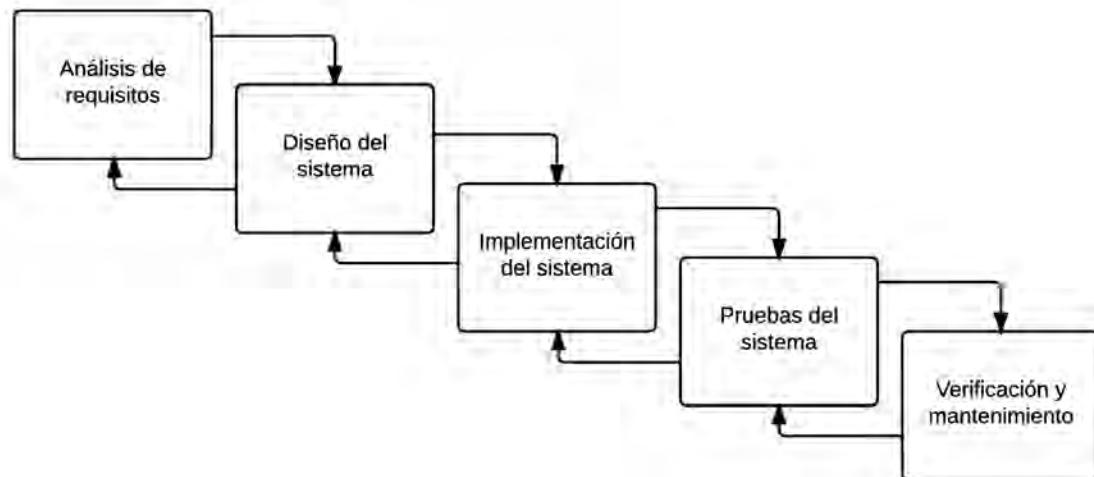 Análisis de
requisitos
Diseño del
sistema
Implementación
del sistema
Pruebas del
sistema
Verificación y
mantenimiento